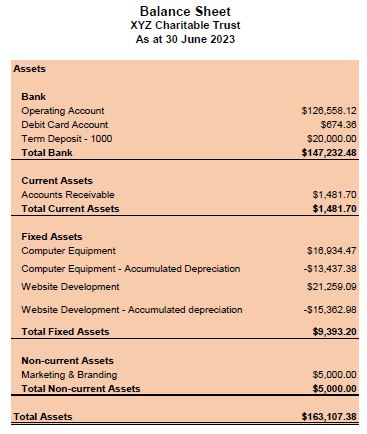 Balance Sheet
XYZ Charitable Trust
As at 30 June 2023
Assets
Bank
Operating Account $126,558.12
Debit Card Account $674.36
Term Deposit - 1000 $20,000.00
Total Bank $147,232.48
Current Assets
Accounts Receivable $1,481.70
Total Current Assets $1,481.70
Fixed Assets
Computer Equipment $16,934.47
Computer Equipment - Accumulated Depreciation -$13,437.38
Website Development $21,259.09
Website Development - Accumulated depreciation -$15,362.98
Total Fixed Assets $9,393.20
Non-current Assets
Marketing & Branding $5,000.00
Total Non-current Assets $5,000.00
Total Assets $163,107.38